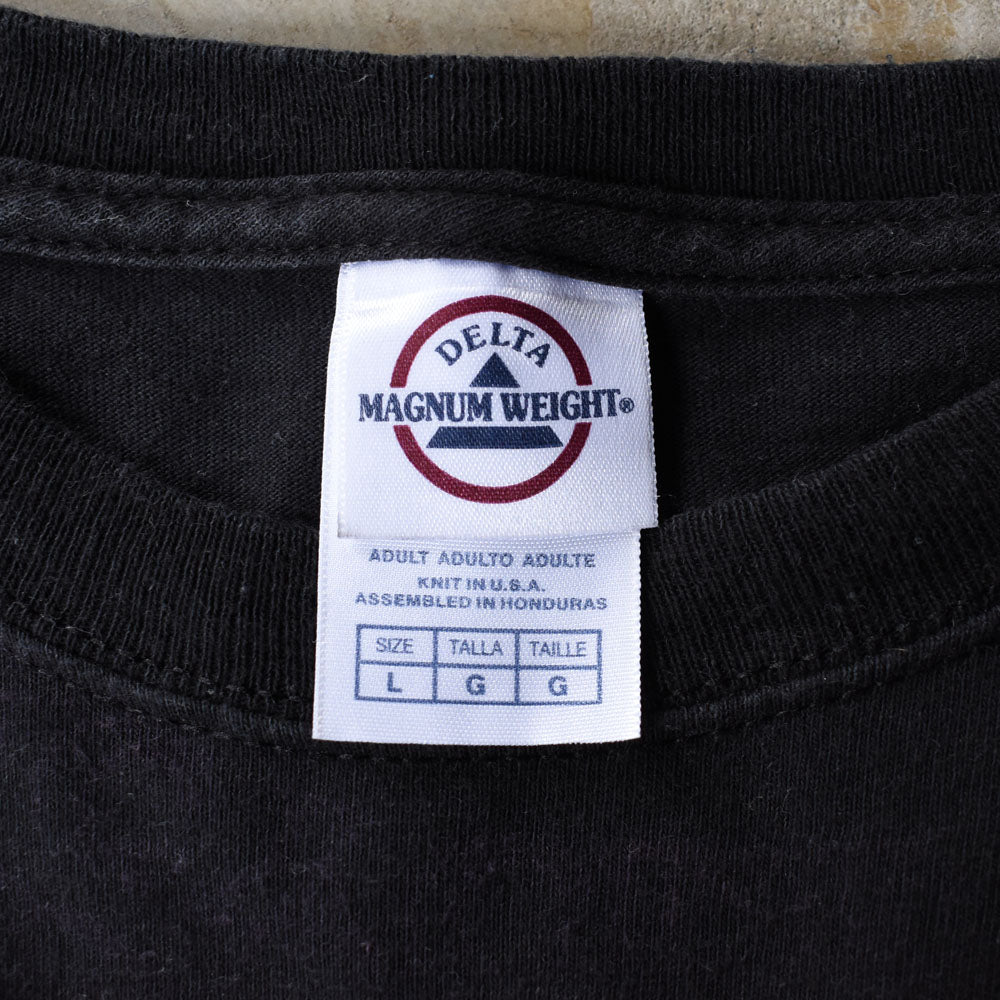 DELTA
MAGNUM WEIGHT®
ADULT ADULTO ADULTE
KNIT IN U.S.A.
ASSEMBLED IN HONDURAS
SIZE TALLA TAILLE
L G G